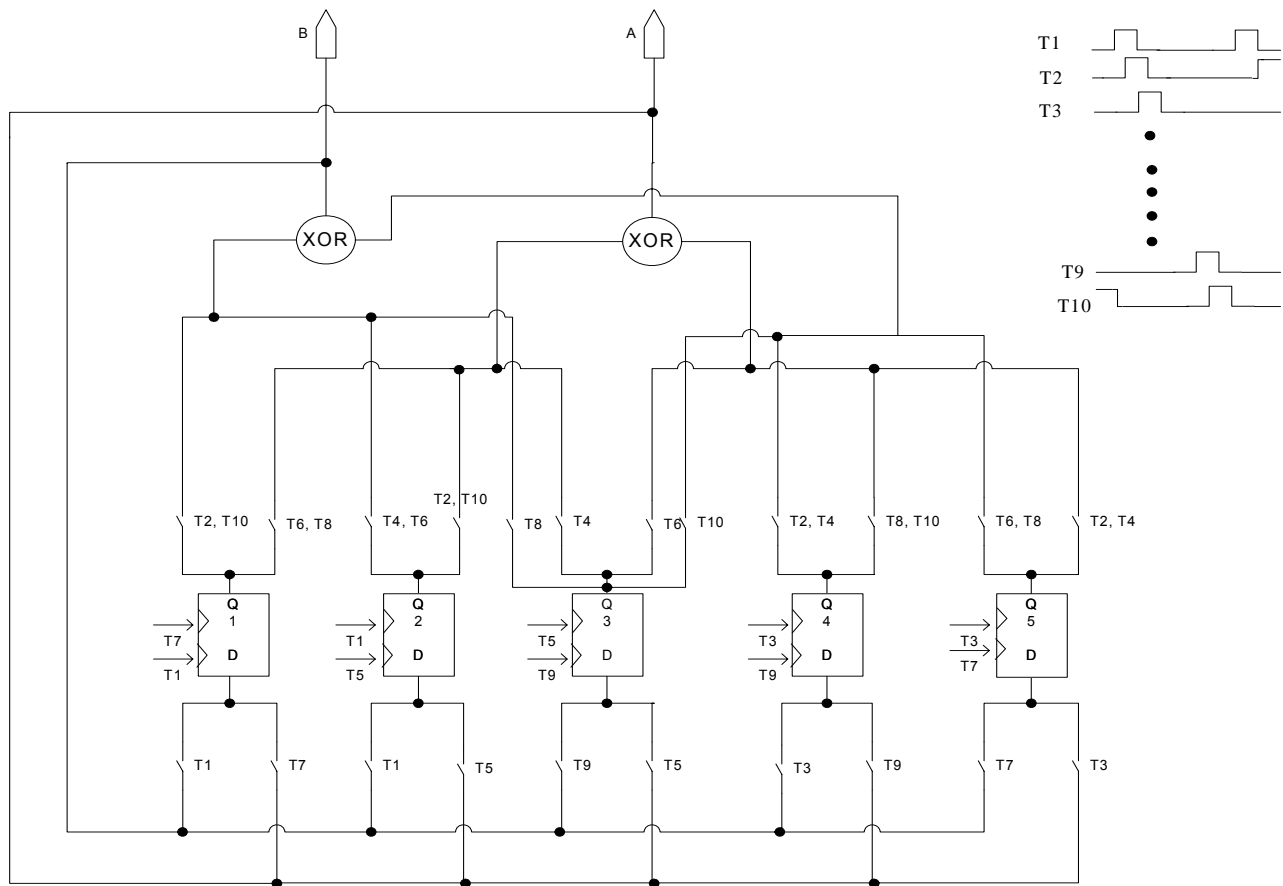 B
A
T1
T2
T3
XOR
XOR
T9
T10
T2, T10
T6, T8
T4, T6
T2, T10
T8
T4
T6
T10
T2, T4
T8, T10
T6, T8
T2, T4
Q
1
D
T7
T1
Q
2
D
T1
T5
Q
3
D
T5
T9
Q
4
D
T3
T9
Q
5
D
T3
T7
T1
T7
T1
T5
T9
T5
T3
T9
T7
T3